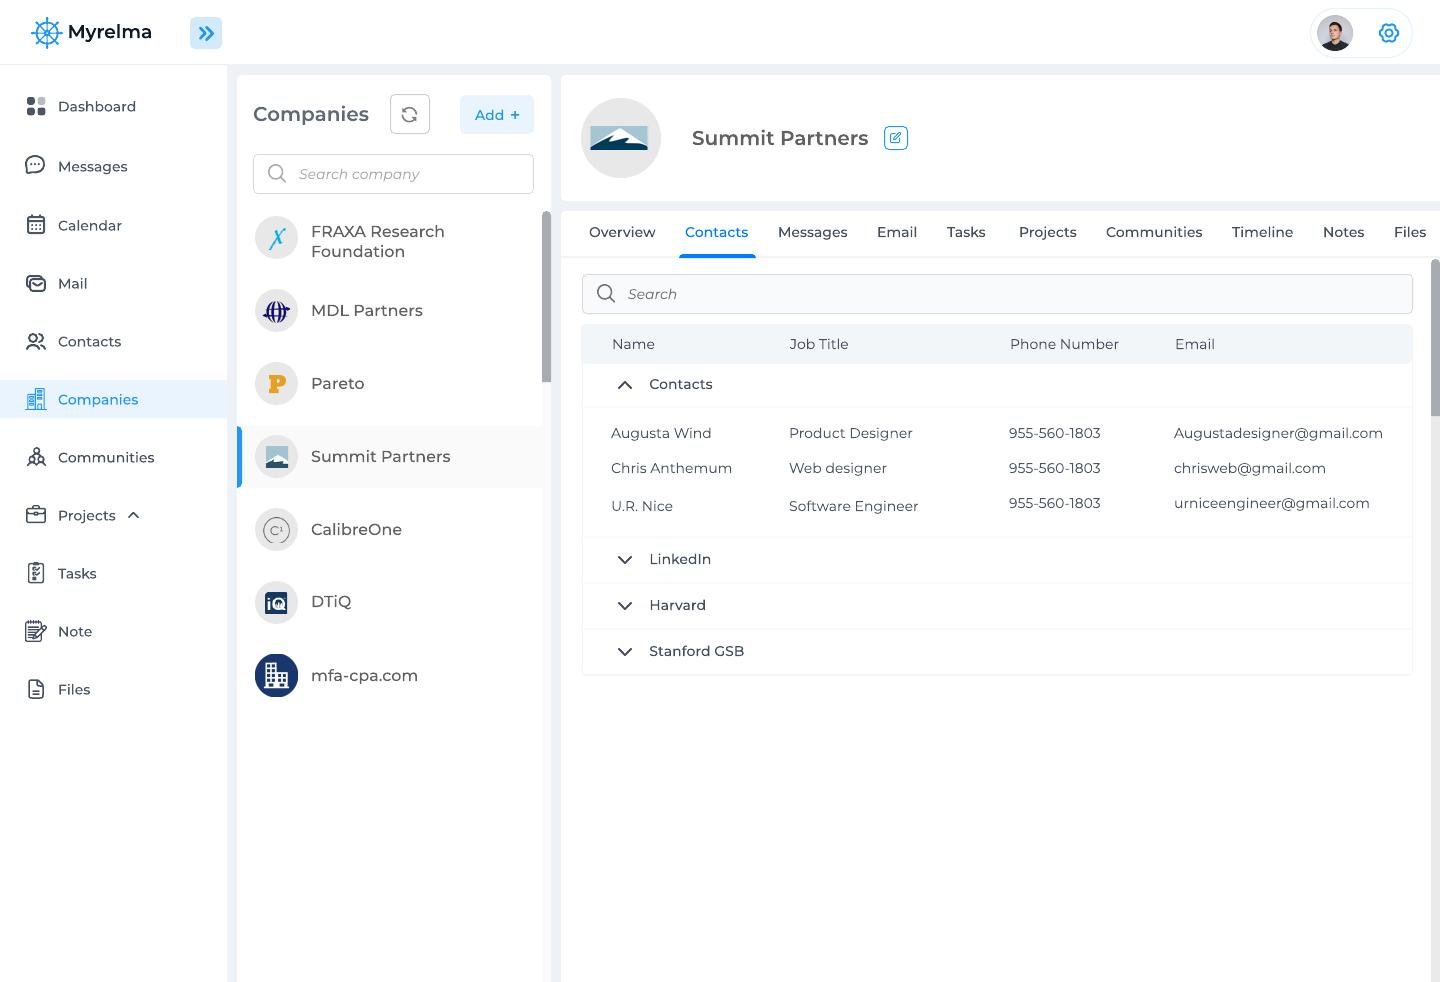 Myrelma
Dashboard
Messages
Calendar
Mail
Contacts
Companies
Communities
Projects
Tasks
Note
Files
Companies
Add +
Search company
FRAXA Research
Foundation
MDL Partners
P
Pareto
Summit Partners
C¹
CalibreOne
iQ
DTiQ
mfa-cpa.com
Summit Partners
Overview Contacts Messages Email Tasks Projects Communities Timeline Notes Files
Search
Name Job Title Phone Number Email
Contacts
Augusta Wind Product Designer 955-560-1803 Augustadesigner@gmail.com
Chris Anthemum Web designer 955-560-1803 chrisweb@gmail.com
U.R. Nice Software Engineer 955-560-1803 urniceengineer@gmail.com
LinkedIn
Harvard
Stanford GSB